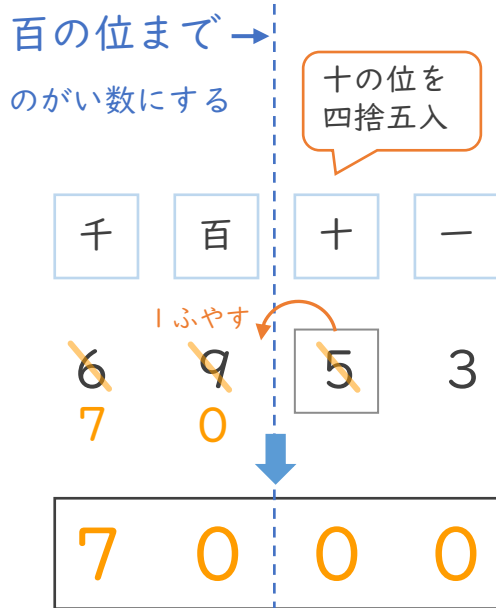 百の位まで→
のがい数にする
十の位を
四捨五入
千 百 十 一
1ふやす
6 9 5 3
7 0
7 0 0 0